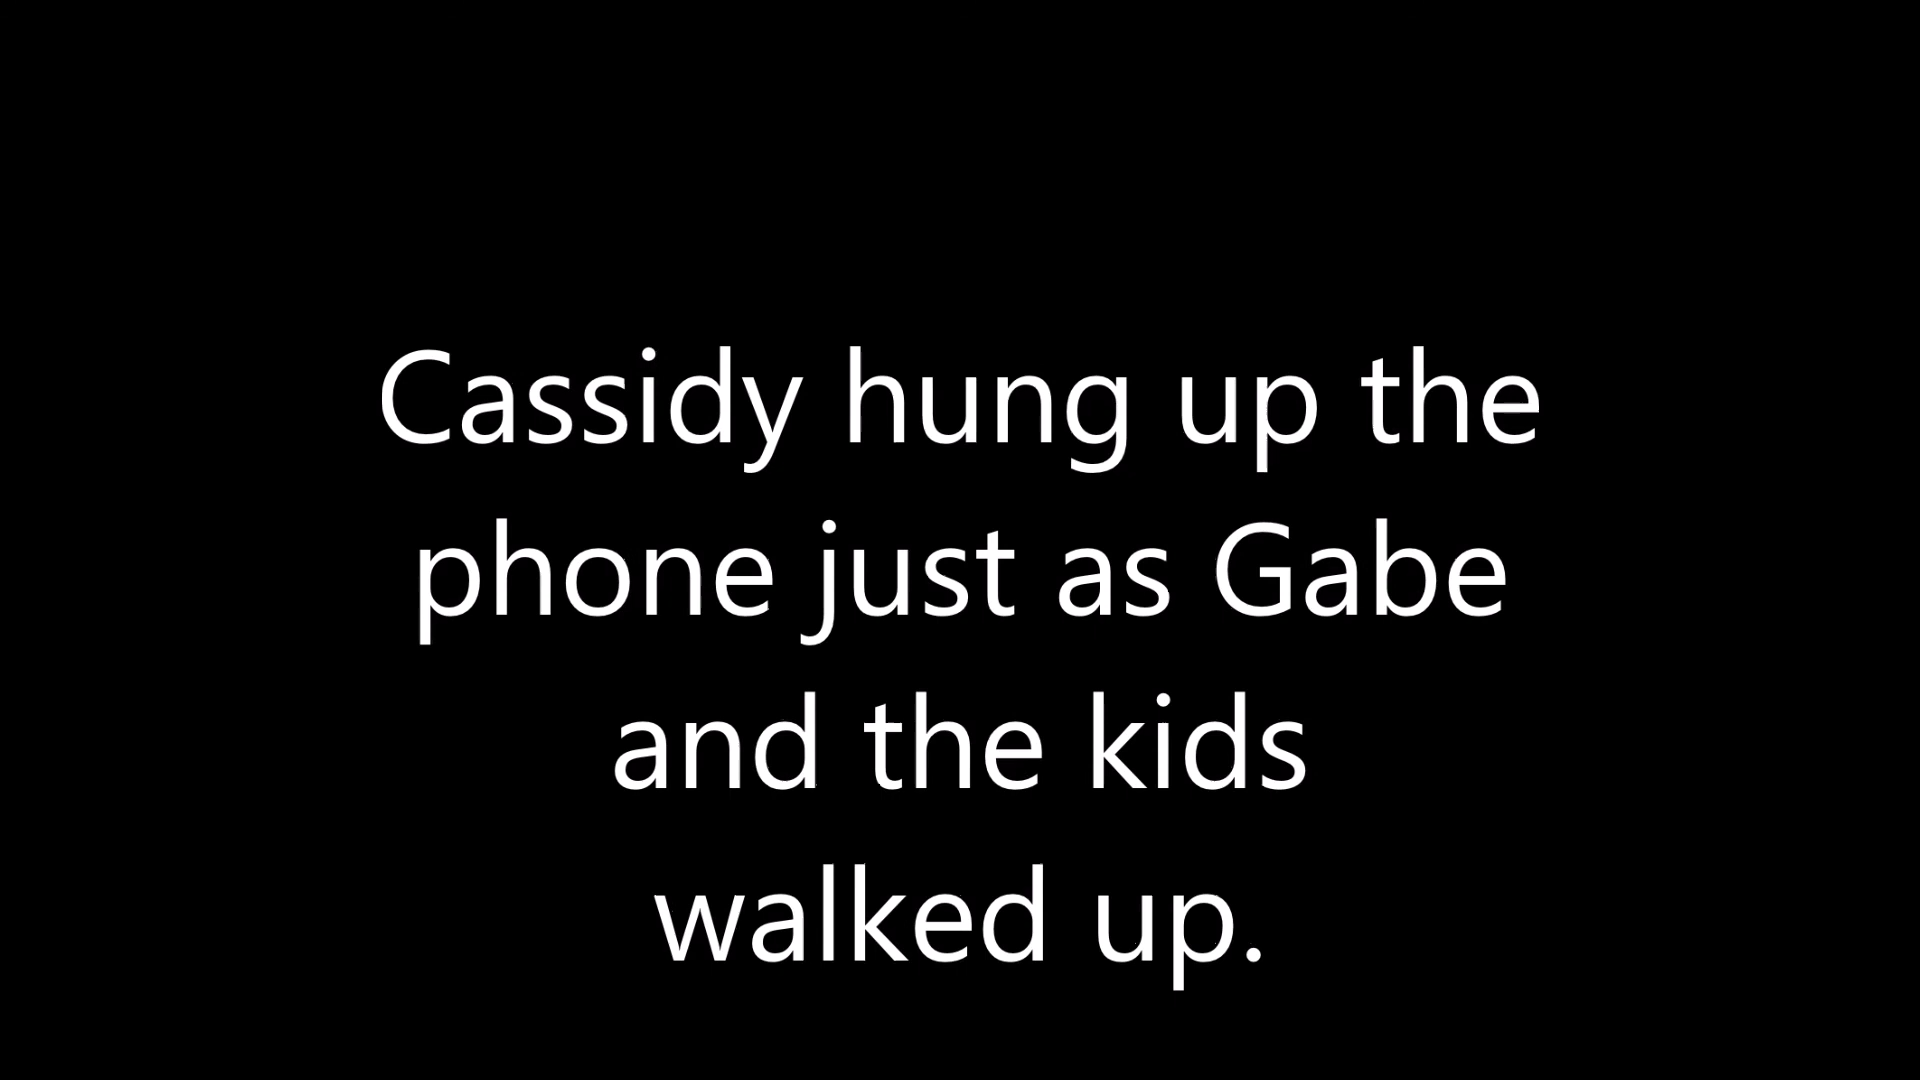 Cassidy hung up the
phone just as Gabe
and the kids
walked up.